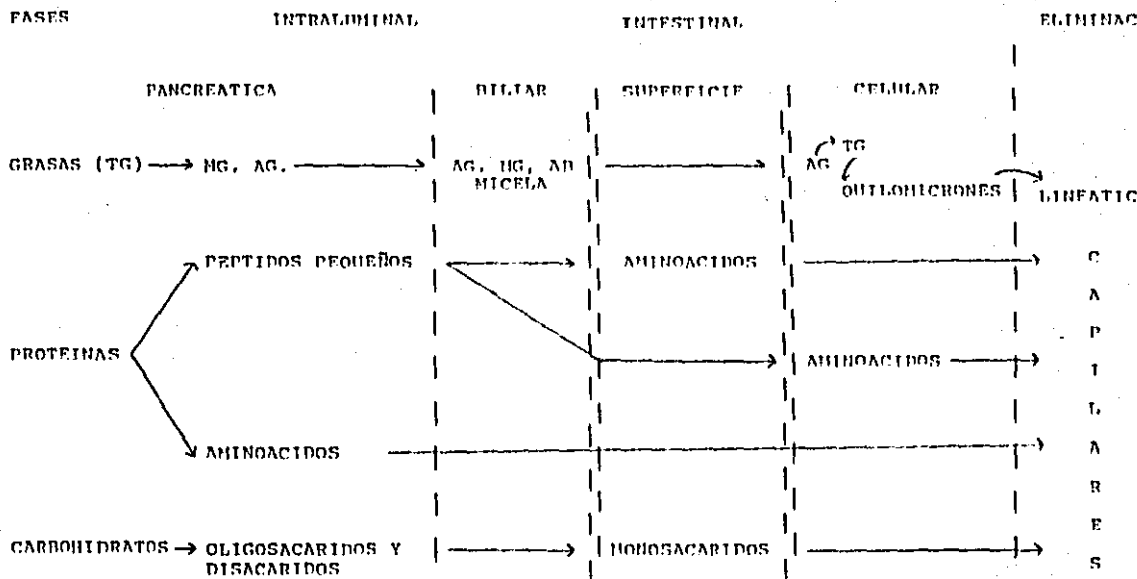 FASES INTRALUMINAL INTESTINAL ELIMINAC
PANCREATICA BILIAR SUPERFICIE CELULAR
GRASAS (TG) MG, AG. AG, MG, AB AG TG
MICELA QUILOMICRONES LINFATIC
PEPTIDOS PEQUEÑOS AMINOACIDOS
PROTEINAS AMINOACIDOS
AMINOACIDOS
CARBOHIDRATOS OLIGOSACARIDOS Y MONOSACARIDOS
DISACARIDOS
C
A
P
I
L
A
R
E
S